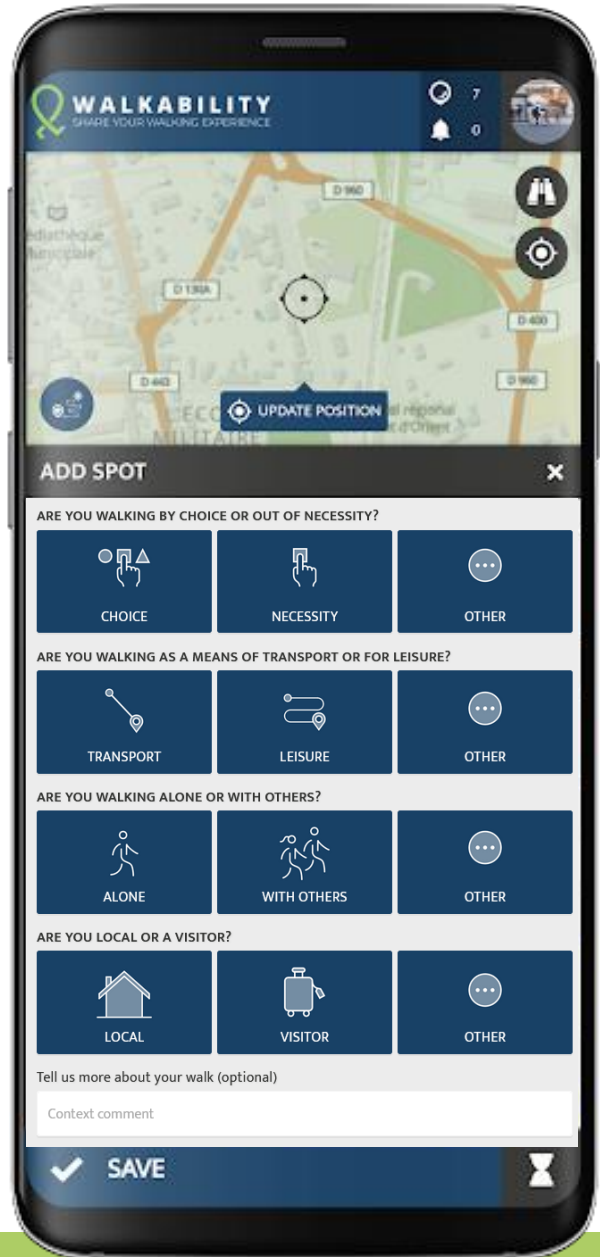 WALKABILITY
SHARE YOUR WALKING EXPERIENCE
7
0
D 960
Municipale
D 130A
D 400
D 443
D 960
UPDATE POSITION
MILITAIRE
ADD SPOT
ARE YOU WALKING BY CHOICE OR OUT OF NECESSITY?
CHOICE NECESSITY OTHER
ARE YOU WALKING AS A MEANS OF TRANSPORT OR FOR LEISURE?
TRANSPORT LEISURE OTHER
ARE YOU WALKING ALONE OR WITH OTHERS?
ALONE WITH OTHERS OTHER
ARE YOU LOCAL OR A VISITOR?
LOCAL VISITOR OTHER
Tell us more about your walk (optional)
Context comment
SAVE